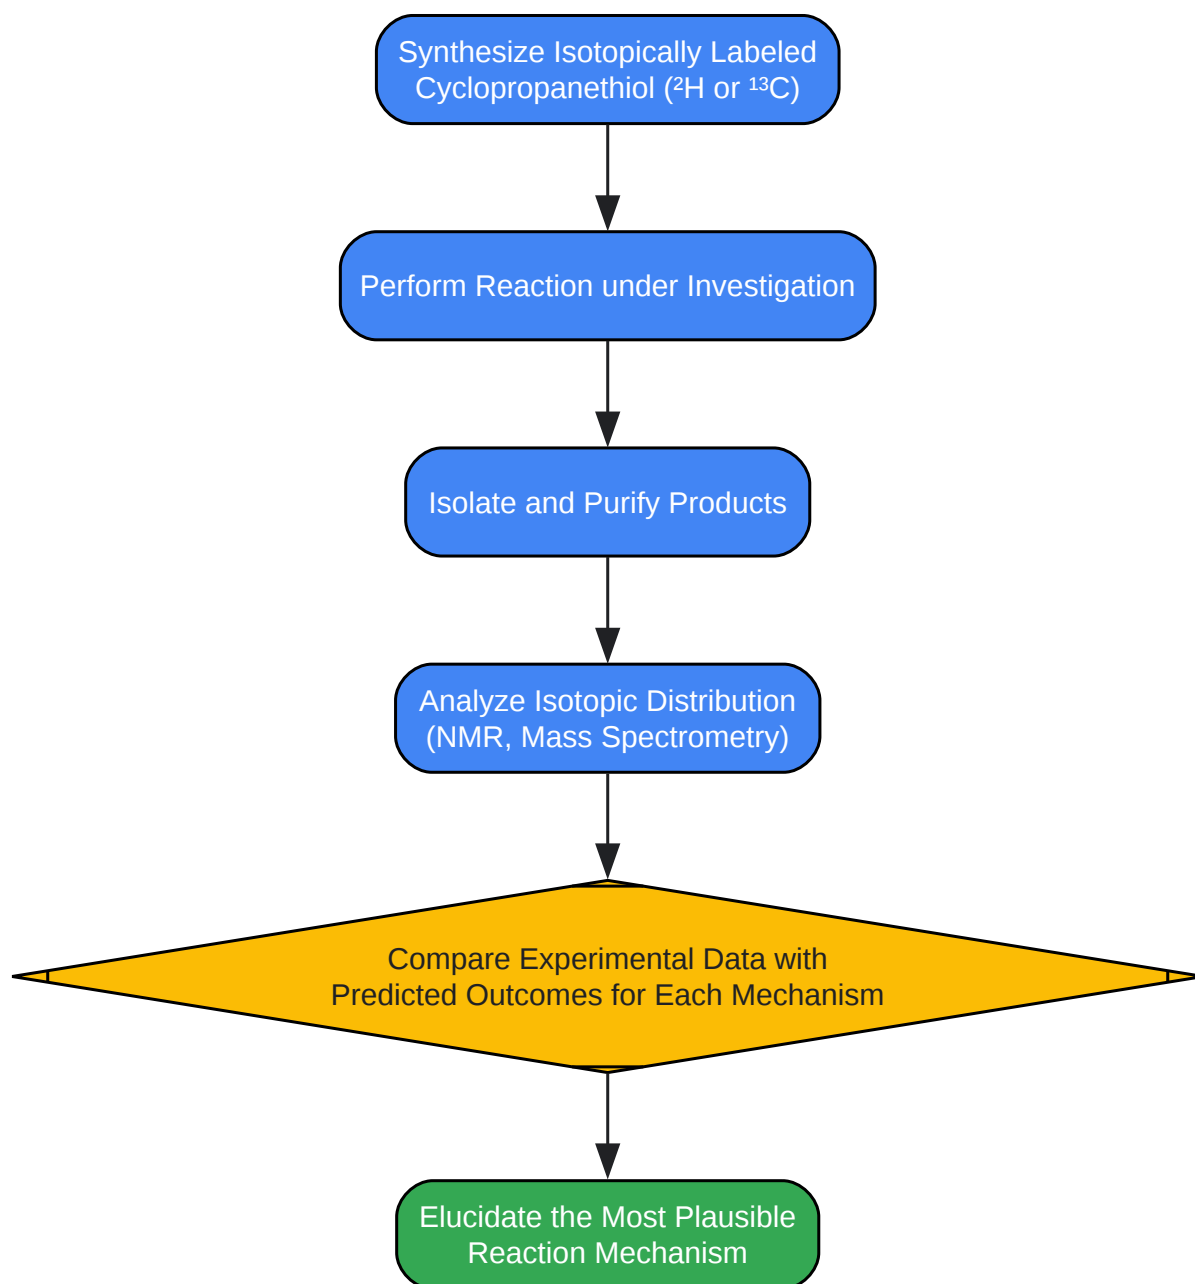 Synthesize Isotopically Labeled
Cyclopropanethiol (²H or ¹³C)
Perform Reaction under Investigation
Isolate and Purify Products
Analyze Isotopic Distribution
(NMR, Mass Spectrometry)
Compare Experimental Data with
Predicted Outcomes for Each Mechanism
Elucidate the Most Plausible
Reaction Mechanism